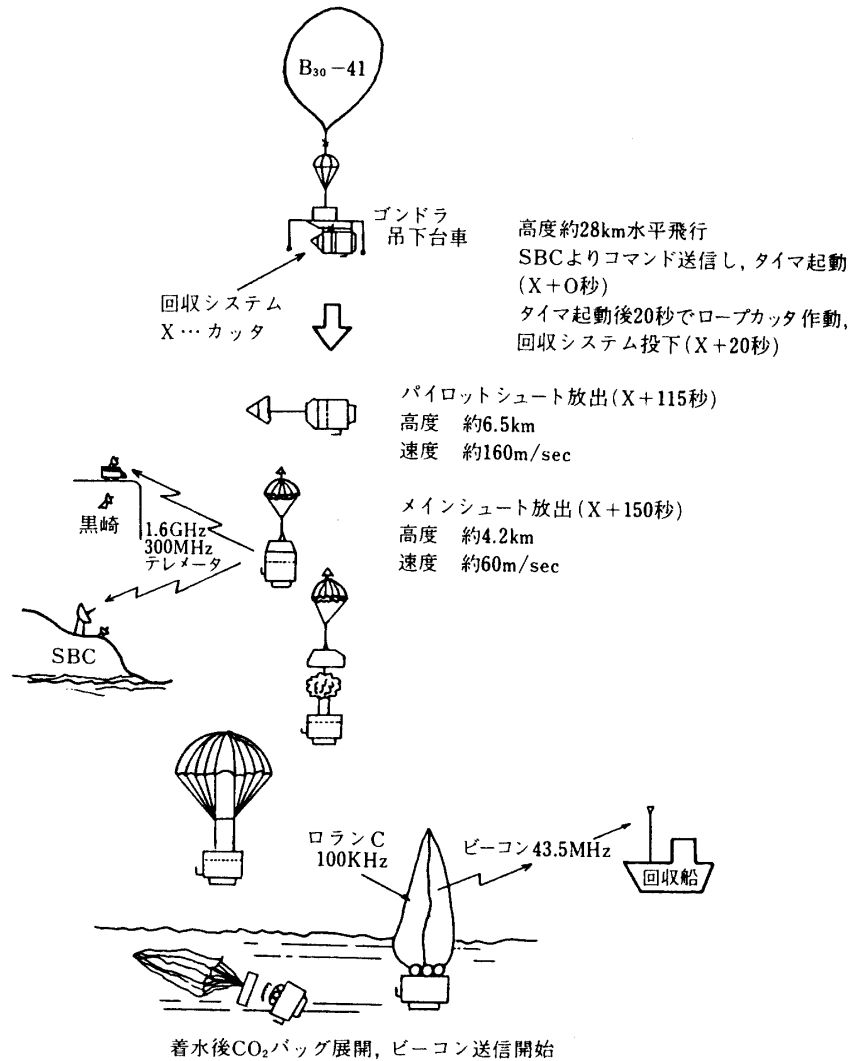 B₃₀−41
ゴンドラ
吊下台車
高度約28km水平飛行
SBCよりコマンド送信し，タイマ起動
(X+O秒)
タイマ起動後20秒でロープカッタ作動，
回収システム投下(X+20秒)
回収システム
X…カッタ
パイロットシュート放出(X+115秒)
高度　約6.5km
速度　約160m/sec
メインシュート放出(X+150秒)
高度　約4.2km
速度　約60m/sec
黒崎
1.6GHz
300MHz
テレメータ
SBC
ロランC
100KHz
ビーコン43.5MHz
回収船
着水後CO₂バッグ展開，ビーコン送信開始